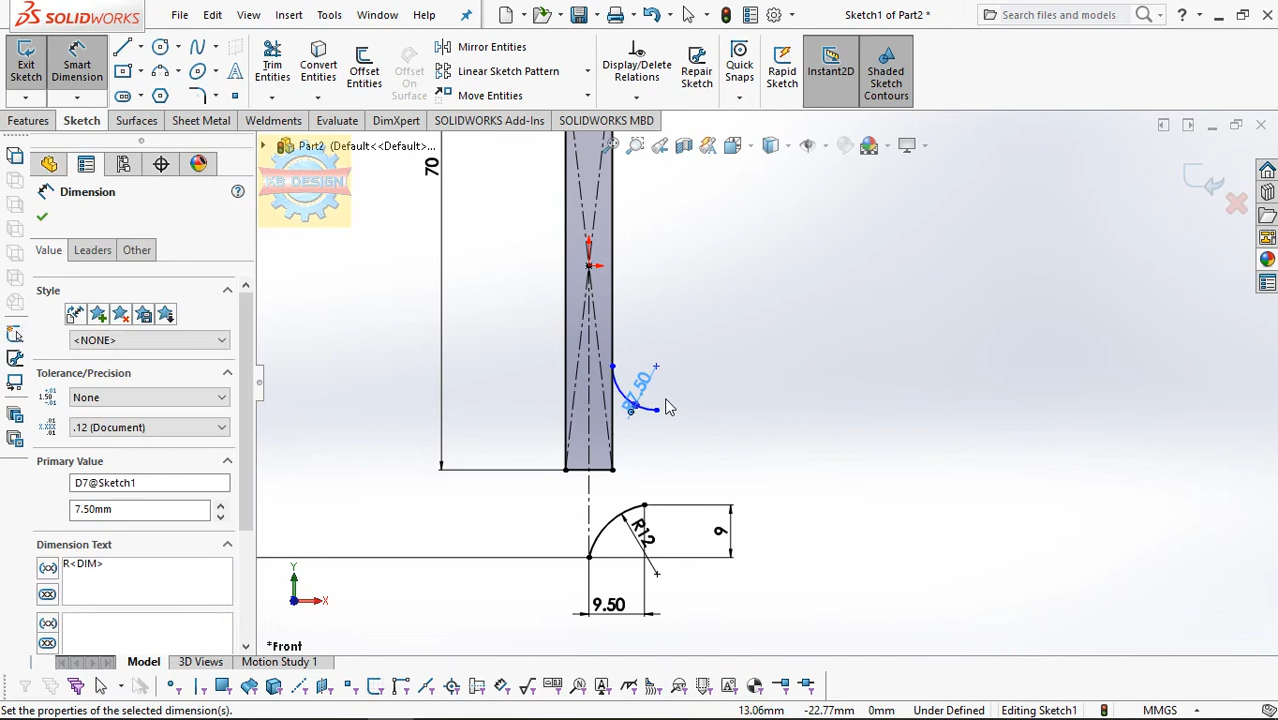 SOLIDWORKS
File Edit View Insert Tools Window Help
Sketch1 of Part2 *
Search files and models
?
Exit Sketch
Smart Dimension
Trim Entities
Convert Entities
Offset Entities
Offset On Surface
Mirror Entities
Linear Sketch Pattern
Move Entities
Display/Delete Relations
Repair Sketch
Quick Snaps
Rapid Sketch
Instant2D
Shaded Sketch Contours
Features Sketch Surfaces Sheet Metal Weldments Evaluate DimXpert SOLIDWORKS Add-Ins SOLIDWORKS MBD
Part2 (Default<<Default>...
KB DESIGN
Dimension
Value Leaders Other
Style
<NONE>
Tolerance/Precision
None
.12 (Document)
Primary Value
D7@Sketch1
7.50mm
Dimension Text
R<DIM>
70
R7.50
R12
9
9.50
Y
X
*Front
Model 3D Views Motion Study 1
Set the properties of the selected dimension(s).
13.06mm -22.77mm 0mm Under Defined Editing Sketch1 MMGS